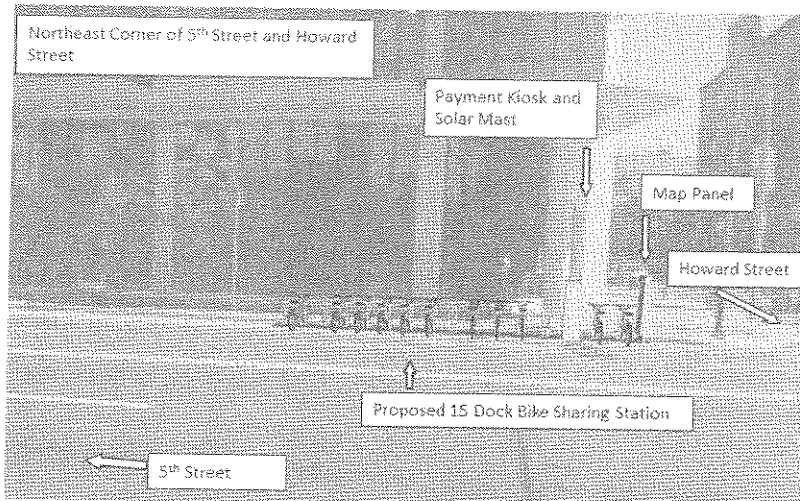 Northeast Corner of 5th Street and Howard
Street
Payment Kiosk and
Solar Mast
Map Panel
Howard Street
Proposed 15 Dock Bike Sharing Station
5th Street